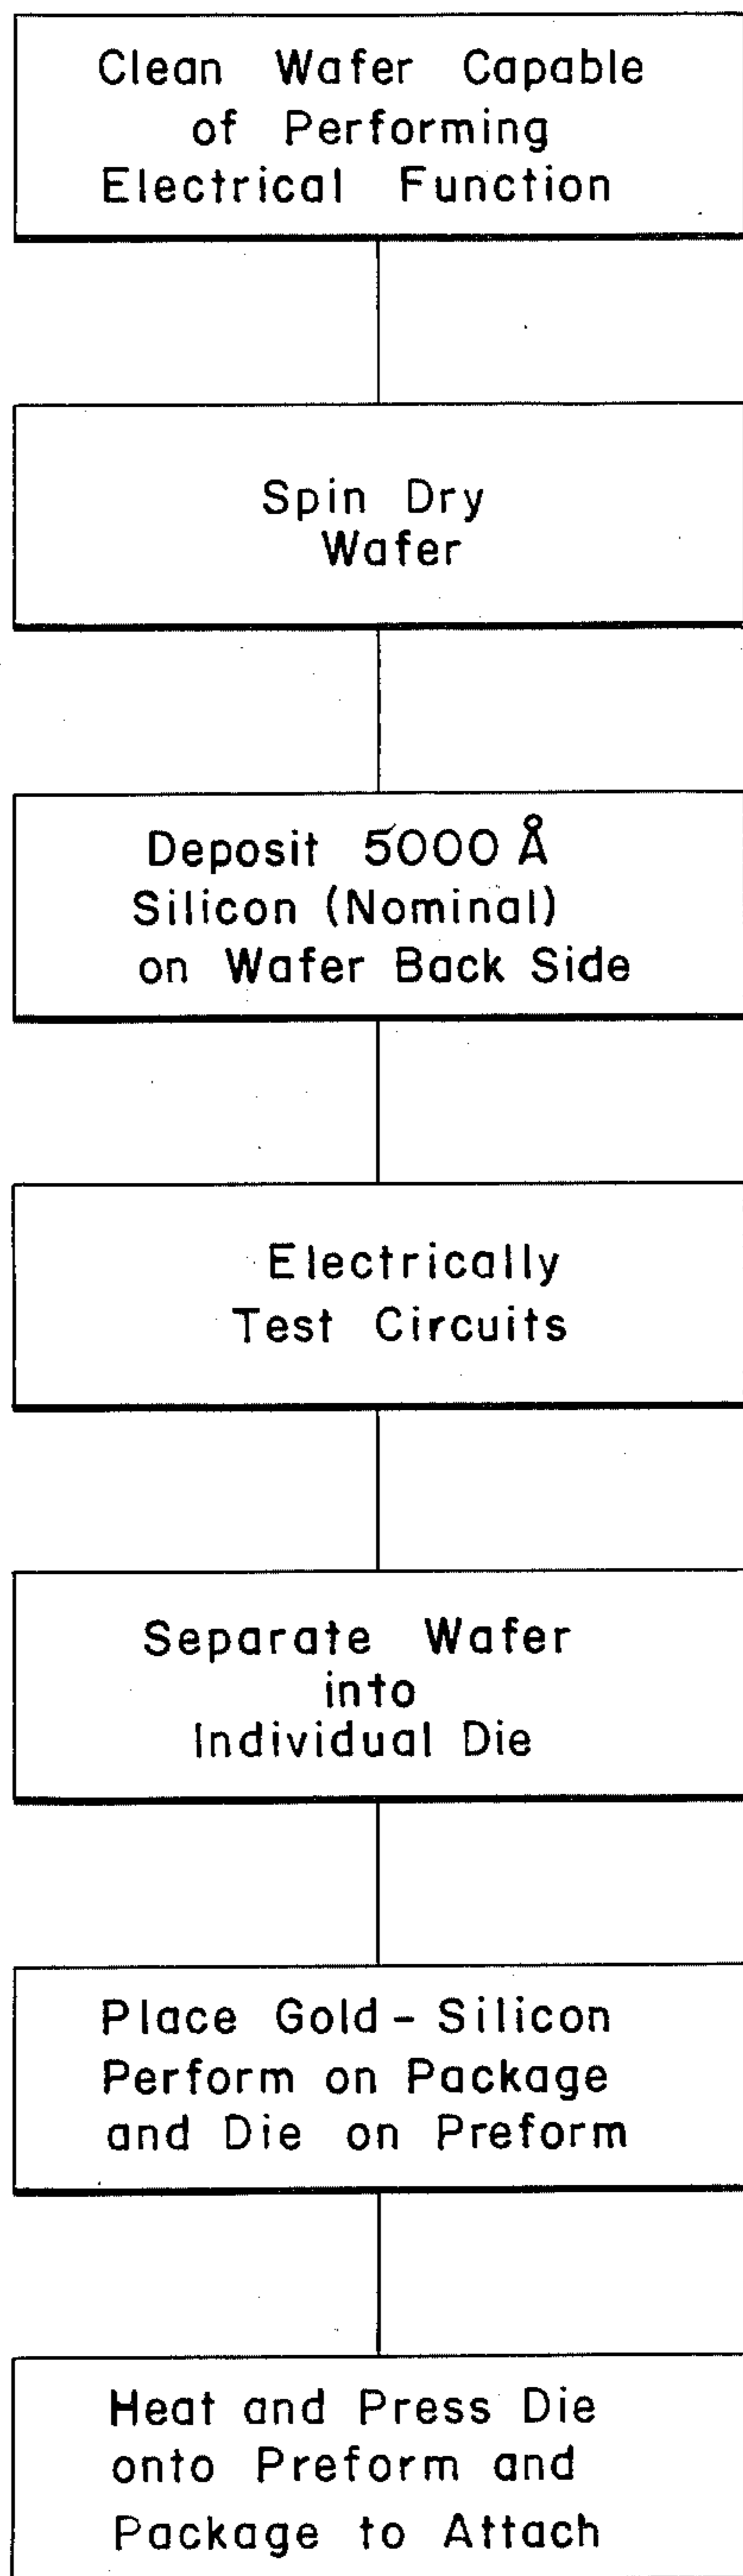 Clean Wafer Capable
of Performing
Electrical Function
Spin Dry
Wafer
Deposit 5000 Å
Silicon (Nominal)
on Wafer Back Side
Electrically
Test Circuits
Separate Wafer
into
Individual Die
Place Gold - Silicon
Perform on Package
and Die on Preform
Heat and Press Die
onto Preform and
Package to Attach